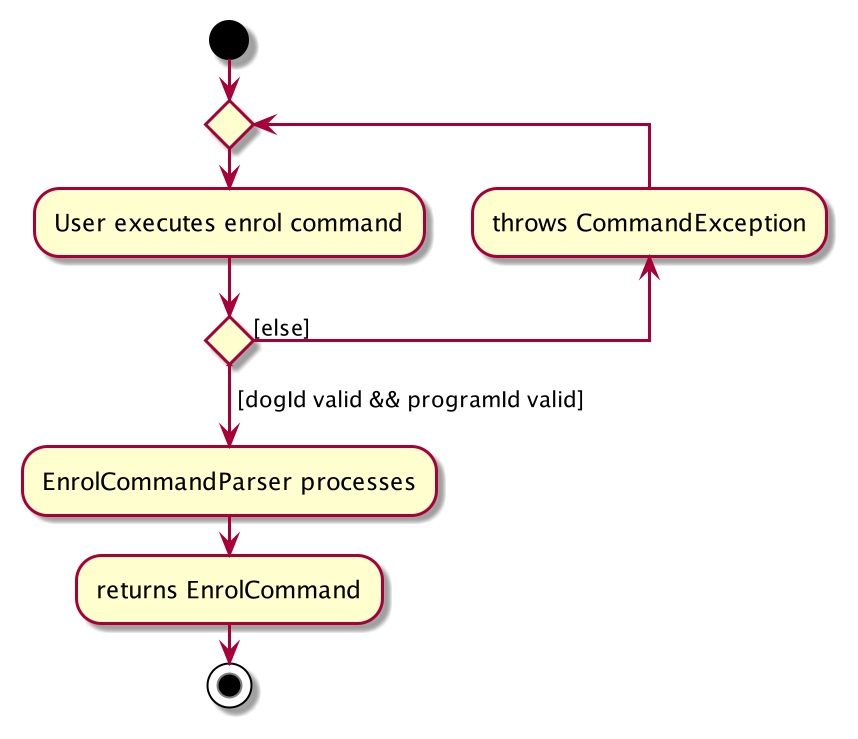 User executes enrol command
throws CommandException
[else]
[dogId valid && programId valid]
EnrolCommandParser processes
returns EnrolCommand